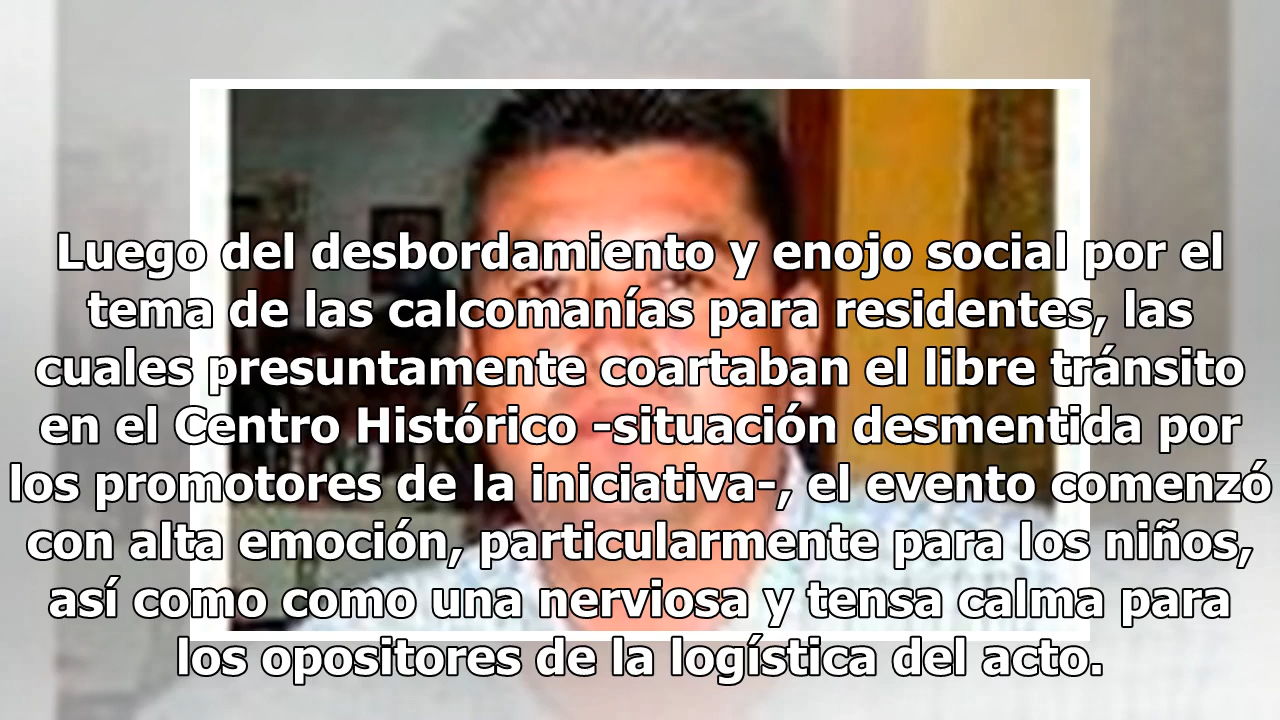 Luego del desbordamiento y enojo social por el
tema de las calcomanías para residentes, las
cuales presuntamente coartaban el libre tránsito
en el Centro Histórico -situación desmentida por
los promotores de la iniciativa-, el evento comenzó
con alta emoción, particularmente para los niños,
así como como una nerviosa y tensa calma para
los opositores de la logística del acto.